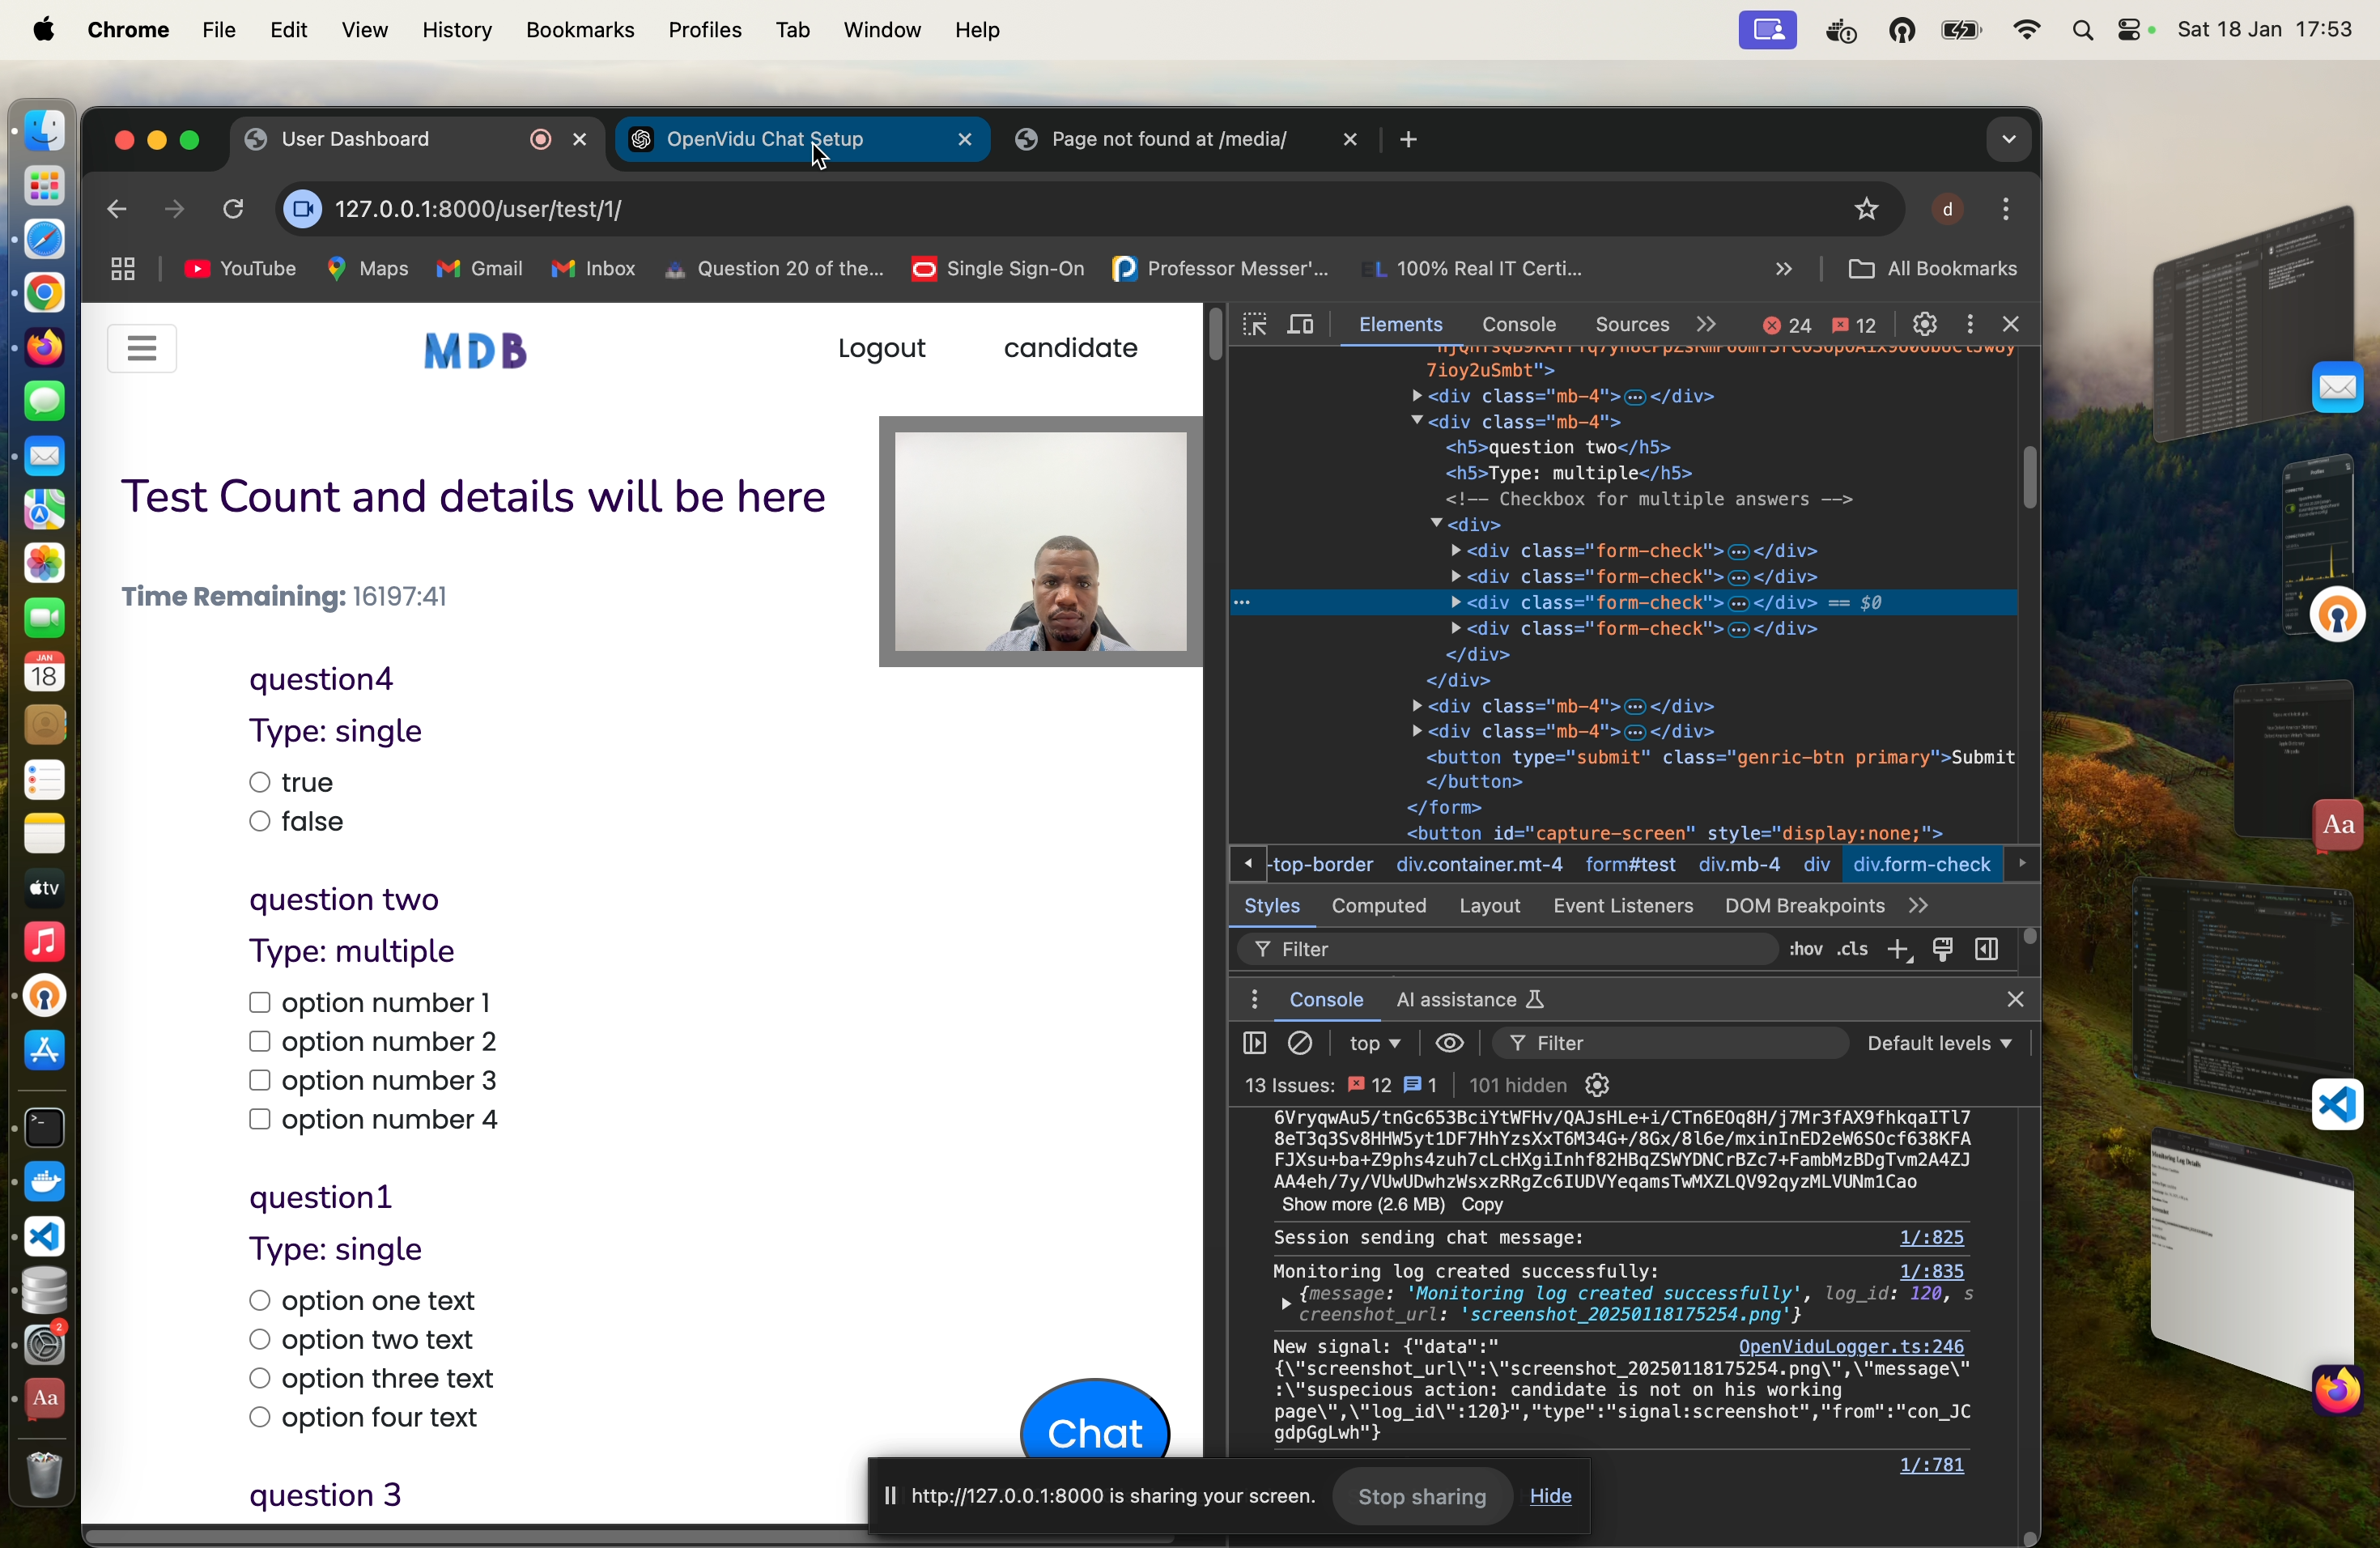 Chrome File Edit View History Bookmarks Profiles Tab Window Help
Sat 18 Jan 17:53
User Dashboard
OpenVidu Chat Setup
Page not found at /media/
127.0.0.1:8000/user/test/1/
d
YouTube Maps Gmail Inbox Question 20 of the... Single Sign-On Professor Messer'... EL 100% Real IT Certi... All Bookmarks
MDB
Logout
candidate
Test Count and details will be here
Time Remaining: 16197:41
question4
Type: single
true
false
question two
Type: multiple
option number 1
option number 2
option number 3
option number 4
question1
Type: single
option one text
option two text
option three text
option four text
question 3
Chat
http://127.0.0.1:8000 is sharing your screen. Stop sharing Hide
Elements Console Sources 24 12
7ioy2uSmbt">
<div class="mb-4"> </div>
<div class="mb-4">
<h5>question two</h5>
<h5>Type: multiple</h5>
<!-- Checkbox for multiple answers -->
<div>
<div class="form-check"> </div>
<div class="form-check"> </div>
<div class="form-check"> </div> == $0
<div class="form-check"> </div>
</div>
</div>
<div class="mb-4"> </div>
<div class="mb-4"> </div>
<button type="submit" class="genric-btn primary">Submit
</button>
</form>
<button id="capture-screen" style="display:none;">
-top-border div.container.mt-4 form#test div.mb-4 div div.form-check
Styles Computed Layout Event Listeners DOM Breakpoints
Filter :hov .cls
Console AI assistance
top Filter Default levels
13 Issues: 12 1 101 hidden
6VryqwAu5/tnGc653BciYtWFHv/QAJsHLe+i/CTn6EOq8H/j7Mr3fAX9fhkqaITl7
8eT3q3Sv8HHW5yt1DF7HhYzsXxT6M34G+/8Gx/8l6e/mxinInED2eW6SOcf638KFA
FJXsu+ba+Z9phs4zuh7cLcHXgiInhf82HBqZSWYDNCrBZc7+FambMzBDgTvm2A4ZJ
AA4eh/7y/VUwUDwhzWsxzRRgZc6IUDVYeqamsTwMXZLQV92qyzMLVUNm1Cao
Show more (2.6 MB) Copy
Session sending chat message: 1/:825
Monitoring log created successfully: 1/:835
{message: 'Monitoring log created successfully', log_id: 120, s
creenshot_url: 'screenshot_20250118175254.png'}
New signal: {"data":" OpenViduLogger.ts:246
{\"screenshot_url\":\"screenshot_20250118175254.png\",\"message\"
:\"suspecious action: candidate is not on his working
page\",\"log_id\":120}","type":"signal:screenshot","from":"con_JC
gdpGgLwh"}
1/:781
JAN
18
tv
2
Aa
Aa
Monitoring Log Details